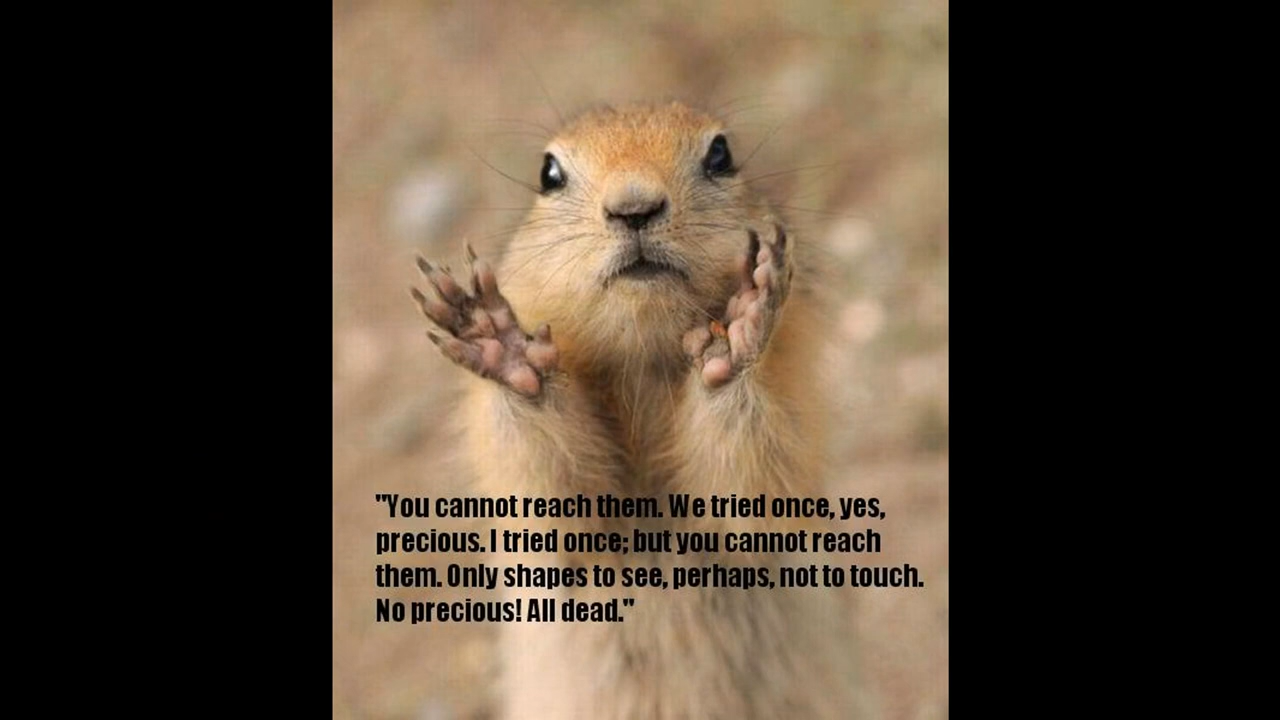 "You cannot reach them. We tried once, yes,
precious. I tried once; but you cannot reach
them. Only shapes to see, perhaps, not to touch.
No precious! All dead."